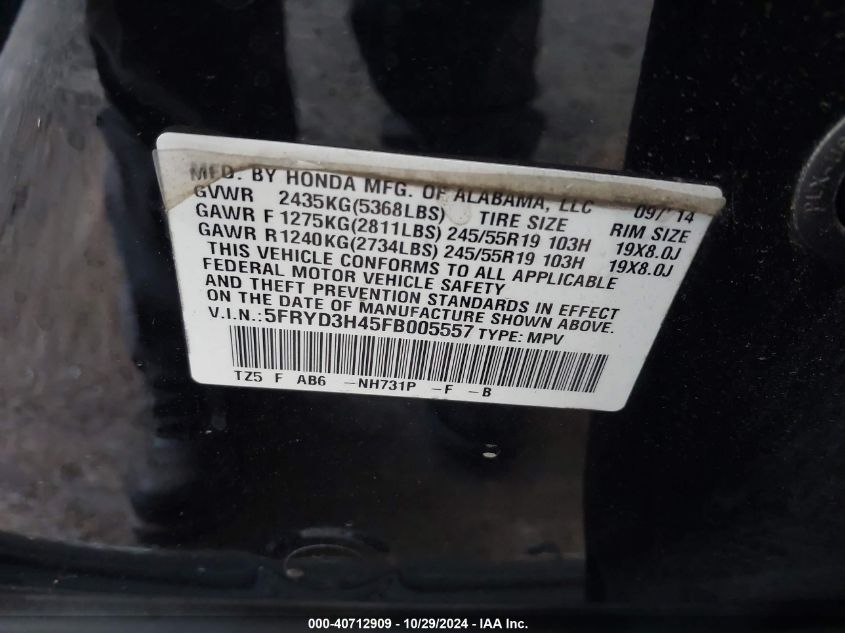 MFD. BY HONDA MFG. OF ALABAMA, LLC 09/ 14
GVWR 2435KG(5368LBS) TIRE SIZE RIM SIZE
GAWR F 1275KG(2811LBS) 245/55R19 103H 19X8.0J
GAWR R1240KG(2734LBS) 245/55R19 103H 19X8.0J
THIS VEHICLE CONFORMS TO ALL APPLICABLE
FEDERAL MOTOR VEHICLE SAFETY
AND THEFT PREVENTION STANDARDS IN EFFECT
ON THE DATE OF MANUFACTURE SHOWN ABOVE.
V.I.N.:5FRYD3H45FB005557 TYPE: MPV
TZ5 F AB6 -NH731P -F -B
000-40712909 - 10/29/2024 - IAA Inc.